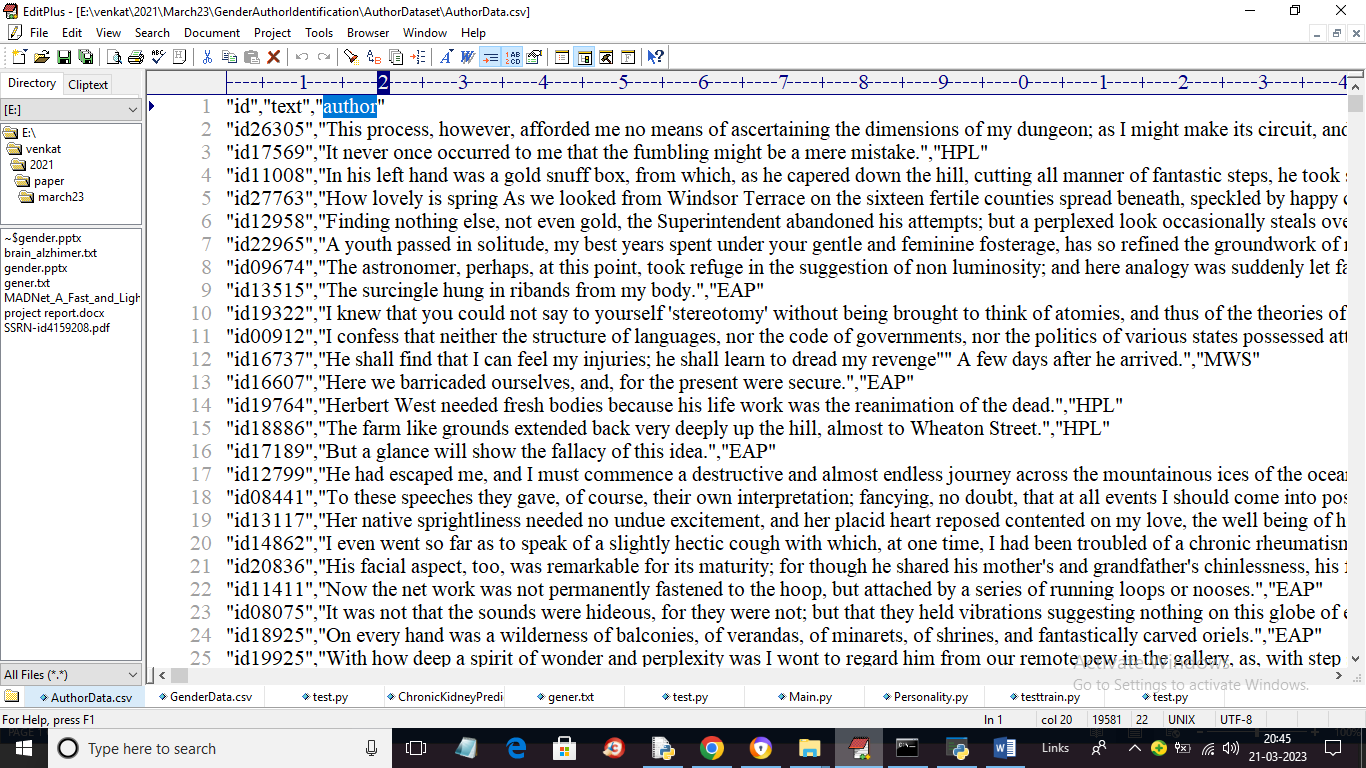 EditPlus - [E:\venkat\2021\March23\GenderAuthorIdentification\AuthorDataset\AuthorData.csv]
File Edit View Search Document Project Tools Browser Window Help
Directory Cliptext
[E:]
E:\
venkat
2021
paper
march23
~$gender.pptx
brain_alzhimer.txt
gender.pptx
gener.txt
MADNet_A_Fast_and_Ligh
project report.docx
SSRN-id4159208.pdf
All Files (*.*)
----+----1----+----2----+----3----+----4----+----5----+----6----+----7----+----8----+----9----+----0----+----1----+----2----+----3----+----4
1 "id","text","author"
2 "id26305","This process, however, afforded me no means of ascertaining the dimensions of my dungeon; as I might make its circuit, and
3 "id17569","It never once occurred to me that the fumbling might be a mere mistake.","HPL"
4 "id11008","In his left hand was a gold snuff box, from which, as he capered down the hill, cutting all manner of fantastic steps, he took
5 "id27763","How lovely is spring As we looked from Windsor Terrace on the sixteen fertile counties spread beneath, speckled by happy
6 "id12958","Finding nothing else, not even gold, the Superintendent abandoned his attempts; but a perplexed look occasionally steals ove
7 "id22965","A youth passed in solitude, my best years spent under your gentle and feminine fosterage, has so refined the groundwork of
8 "id09674","The astronomer, perhaps, at this point, took refuge in the suggestion of non luminosity; and here analogy was suddenly let fa
9 "id13515","The surcingle hung in ribands from my body.","EAP"
10 "id19322","I knew that you could not say to yourself 'stereotomy' without being brought to think of atomies, and thus of the theories of
11 "id00912","I confess that neither the structure of languages, nor the code of governments, nor the politics of various states possessed att
12 "id16737","He shall find that I can feel my injuries; he shall learn to dread my revenge"" A few days after he arrived.","MWS"
13 "id16607","Here we barricaded ourselves, and, for the present were secure.","EAP"
14 "id19764","Herbert West needed fresh bodies because his life work was the reanimation of the dead.","HPL"
15 "id18886","The farm like grounds extended back very deeply up the hill, almost to Wheaton Street.","HPL"
16 "id17189","But a glance will show the fallacy of this idea.","EAP"
17 "id12799","He had escaped me, and I must commence a destructive and almost endless journey across the mountainous ices of the ocea
18 "id08441","To these speeches they gave, of course, their own interpretation; fancying, no doubt, that at all events I should come into pos
19 "id13117","Her native sprightliness needed no undue excitement, and her placid heart reposed contented on my love, the well being of h
20 "id14862","I even went so far as to speak of a slightly hectic cough with which, at one time, I had been troubled of a chronic rheumatism
21 "id20836","His facial aspect, too, was remarkable for its maturity; for though he shared his mother's and grandfather's chinlessness, his
22 "id11411","Now the net work was not permanently fastened to the hoop, but attached by a series of running loops or nooses.","EAP"
23 "id08075","It was not that the sounds were hideous, for they were not; but that they held vibrations suggesting nothing on this globe of
24 "id18925","On every hand was a wilderness of balconies, of verandas, of minarets, of shrines, and fantastically carved oriels.","EAP"
25 "id19925","With how deep a spirit of wonder and perplexity was I wont to regard him from our remote pew in the gallery, as, with step
Activate Windows
Go to Settings to activate Windows.
AuthorData.csv GenderData.csv test.py ChronicKidneyPredi gener.txt test.py Main.py Personality.py testtrain.py test.py
For Help, press F1 ln 1 col 20 19581 22 UNIX UTF-8
PAGE 1 100%
Type here to search Links 20:45
21-03-2023